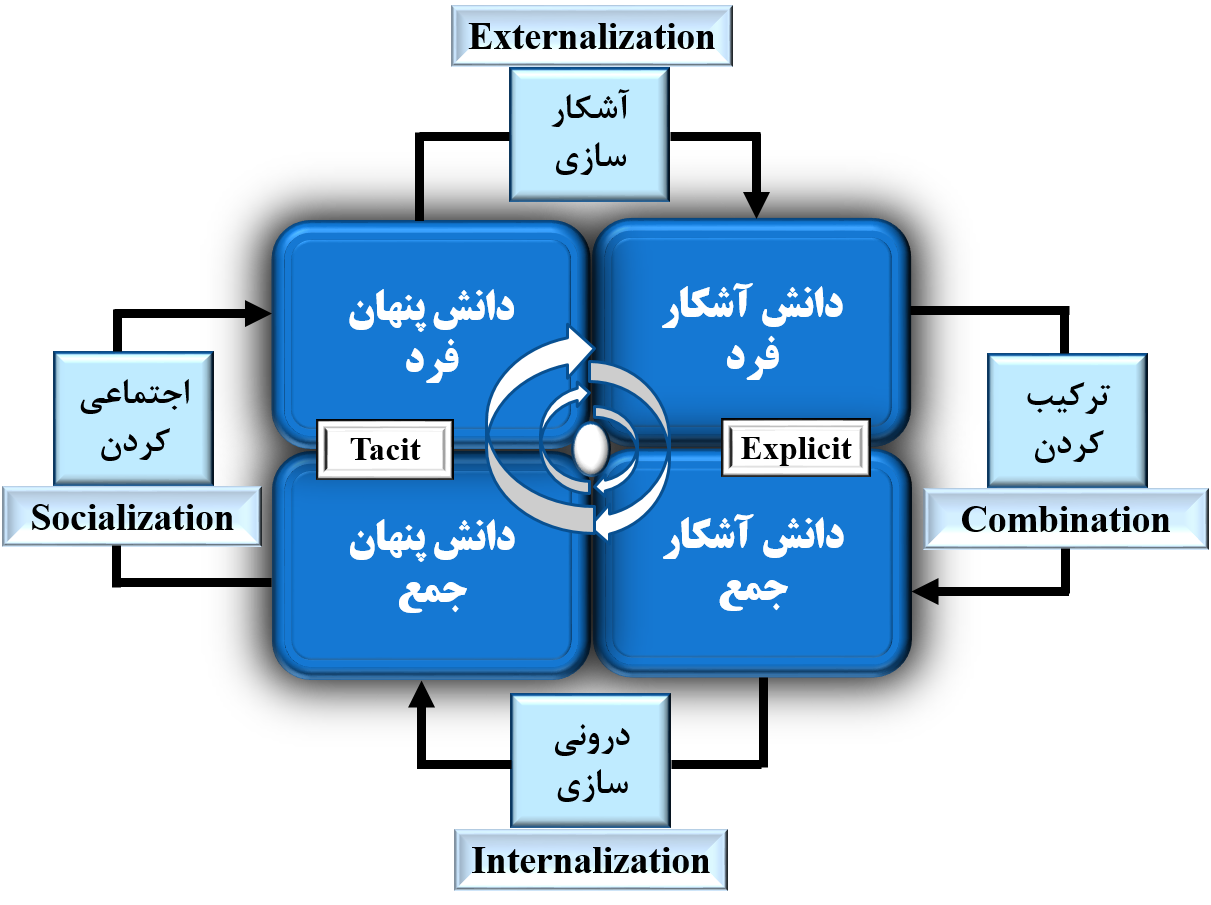 Externalization
آشکار
سازی
دانش پنهان
فرد
دانش آشکار
فرد
اجتماعی
کردن
Socialization
Tacit
Explicit
ترکیب
کردن
Combination
دانش پنهان
جمع
دانش آشکار
جمع
درونی
سازی
Internalization